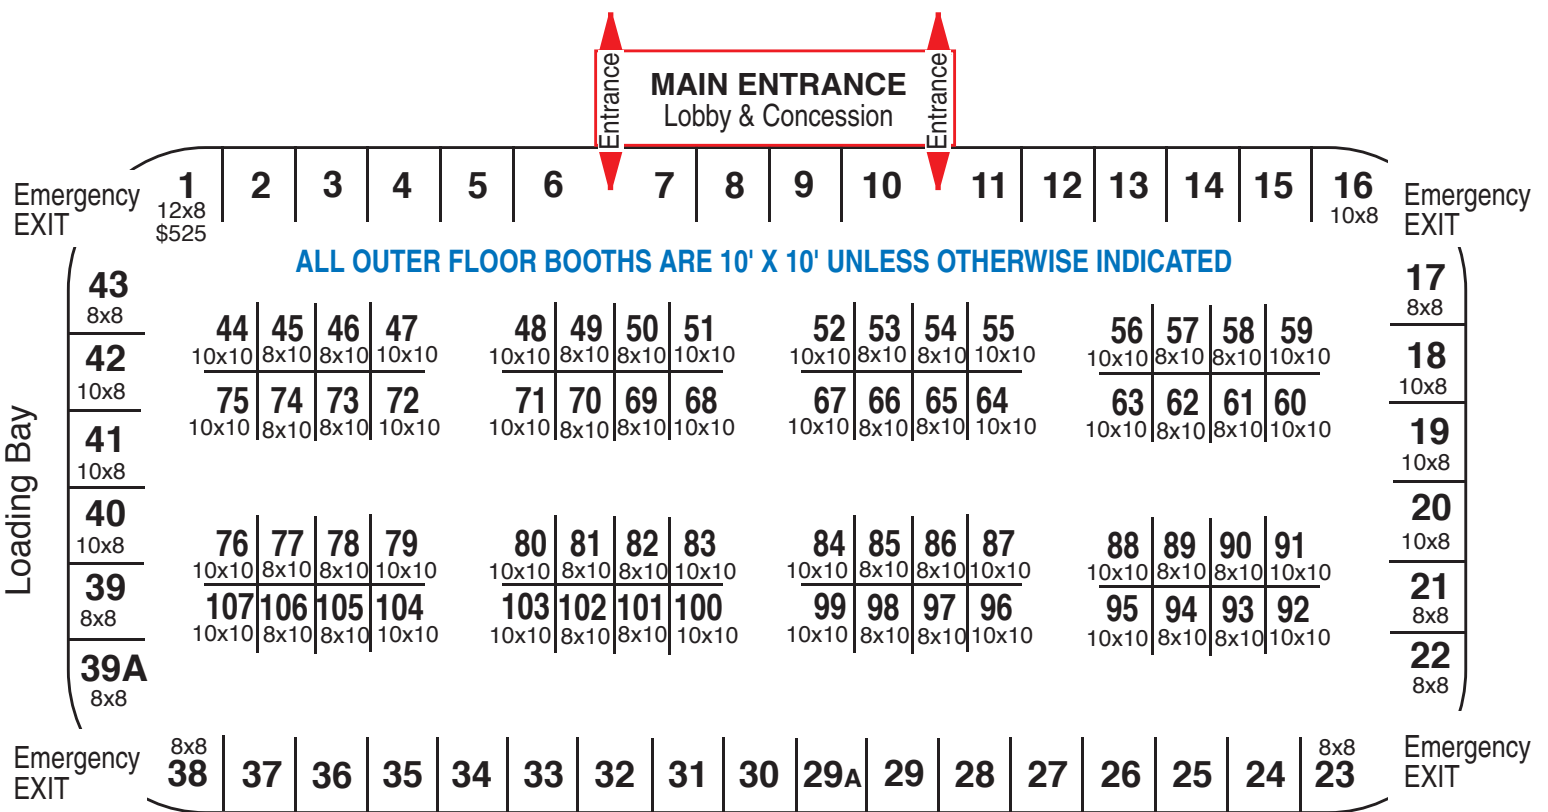 MAIN ENTRANCE
Lobby & Concession
Entrance
Entrance
Emergency
EXIT
1 2 3 4 5 6 7 8 9 10 11 12 13 14 15 16
12x8
$525
10x8
Emergency
EXIT
ALL OUTER FLOOR BOOTHS ARE 10' X 10' UNLESS OTHERWISE INDICATED
Loading Bay
43
8x8
42
10x8
41
10x8
40
10x8
39
8x8
39A
8x8
44 45 46 47
10x10 8x10 8x10 10x10
75 74 73 72
10x10 8x10 8x10 10x10
48 49 50 51
10x10 8x10 8x10 10x10
71 70 69 68
10x10 8x10 8x10 10x10
52 53 54 55
10x10 8x10 8x10 10x10
67 66 65 64
10x10 8x10 8x10 10x10
56 57 58 59
10x10 8x10 8x10 10x10
63 62 61 60
10x10 8x10 8x10 10x10
76 77 78 79
10x10 8x10 8x10 10x10
107 106 105 104
10x10 8x10 8x10 10x10
80 81 82 83
10x10 8x10 8x10 10x10
103 102 101 100
10x10 8x10 8x10 10x10
84 85 86 87
10x10 8x10 8x10 10x10
99 98 97 96
10x10 8x10 8x10 10x10
88 89 90 91
10x10 8x10 8x10 10x10
95 94 93 92
10x10 8x10 8x10 10x10
17
8x8
18
10x8
19
10x8
20
10x8
21
8x8
22
8x8
Emergency
EXIT
8x8
8x8
38 37 36 35 34 33 32 31 30 29A 29 28 27 26 25 24 23
Emergency
EXIT